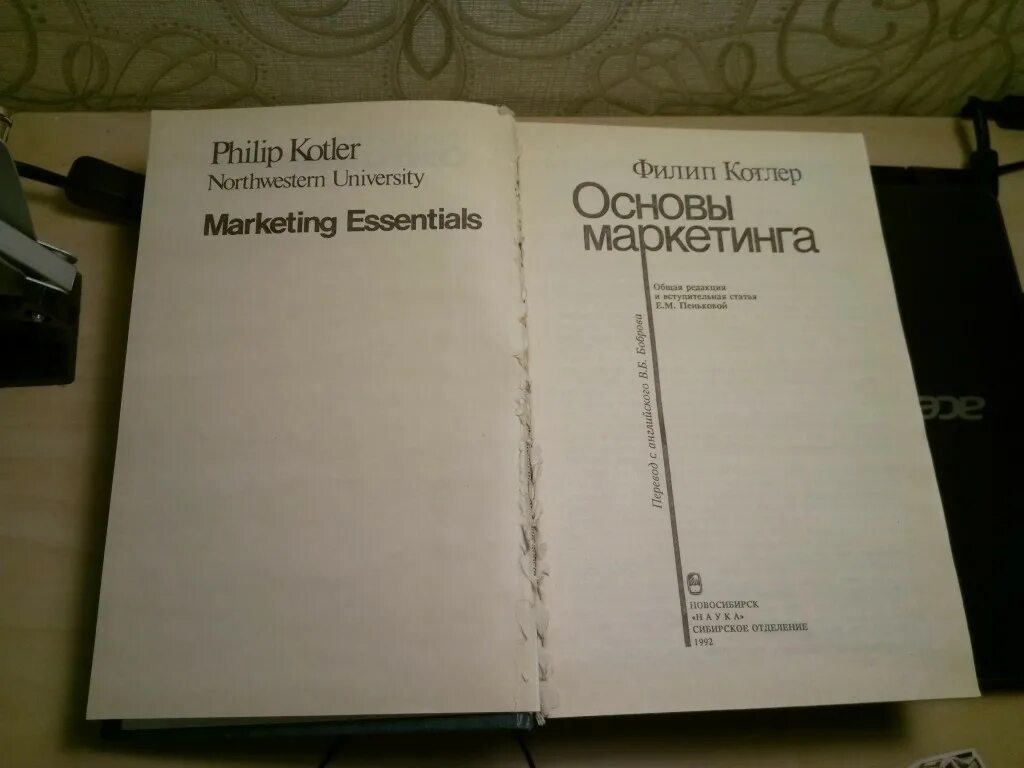 Philip Kotler
Northwestern University
Marketing Essentials
Филип Котлер
Основы
маркетинга
Общая редакция
и вступительная статья
Е.М. Пеньковой
Перевод с английского В.Б. Боброва
НОВОСИБИРСК
«НАУКА»
СИБИРСКОЕ ОТДЕЛЕНИЕ
1992
acer